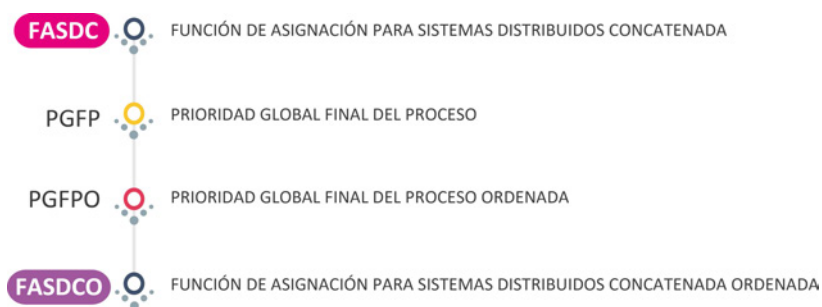 FASDC FUNCIÓN DE ASIGNACIÓN PARA SISTEMAS DISTRIBUIDOS CONCATENADA
PGFP PRIORIDAD GLOBAL FINAL DEL PROCESO
PGFPO PRIORIDAD GLOBAL FINAL DEL PROCESO ORDENADA
FASDCO FUNCIÓN DE ASIGNACIÓN PARA SISTEMAS DISTRIBUIDOS CONCATENADA ORDENADA